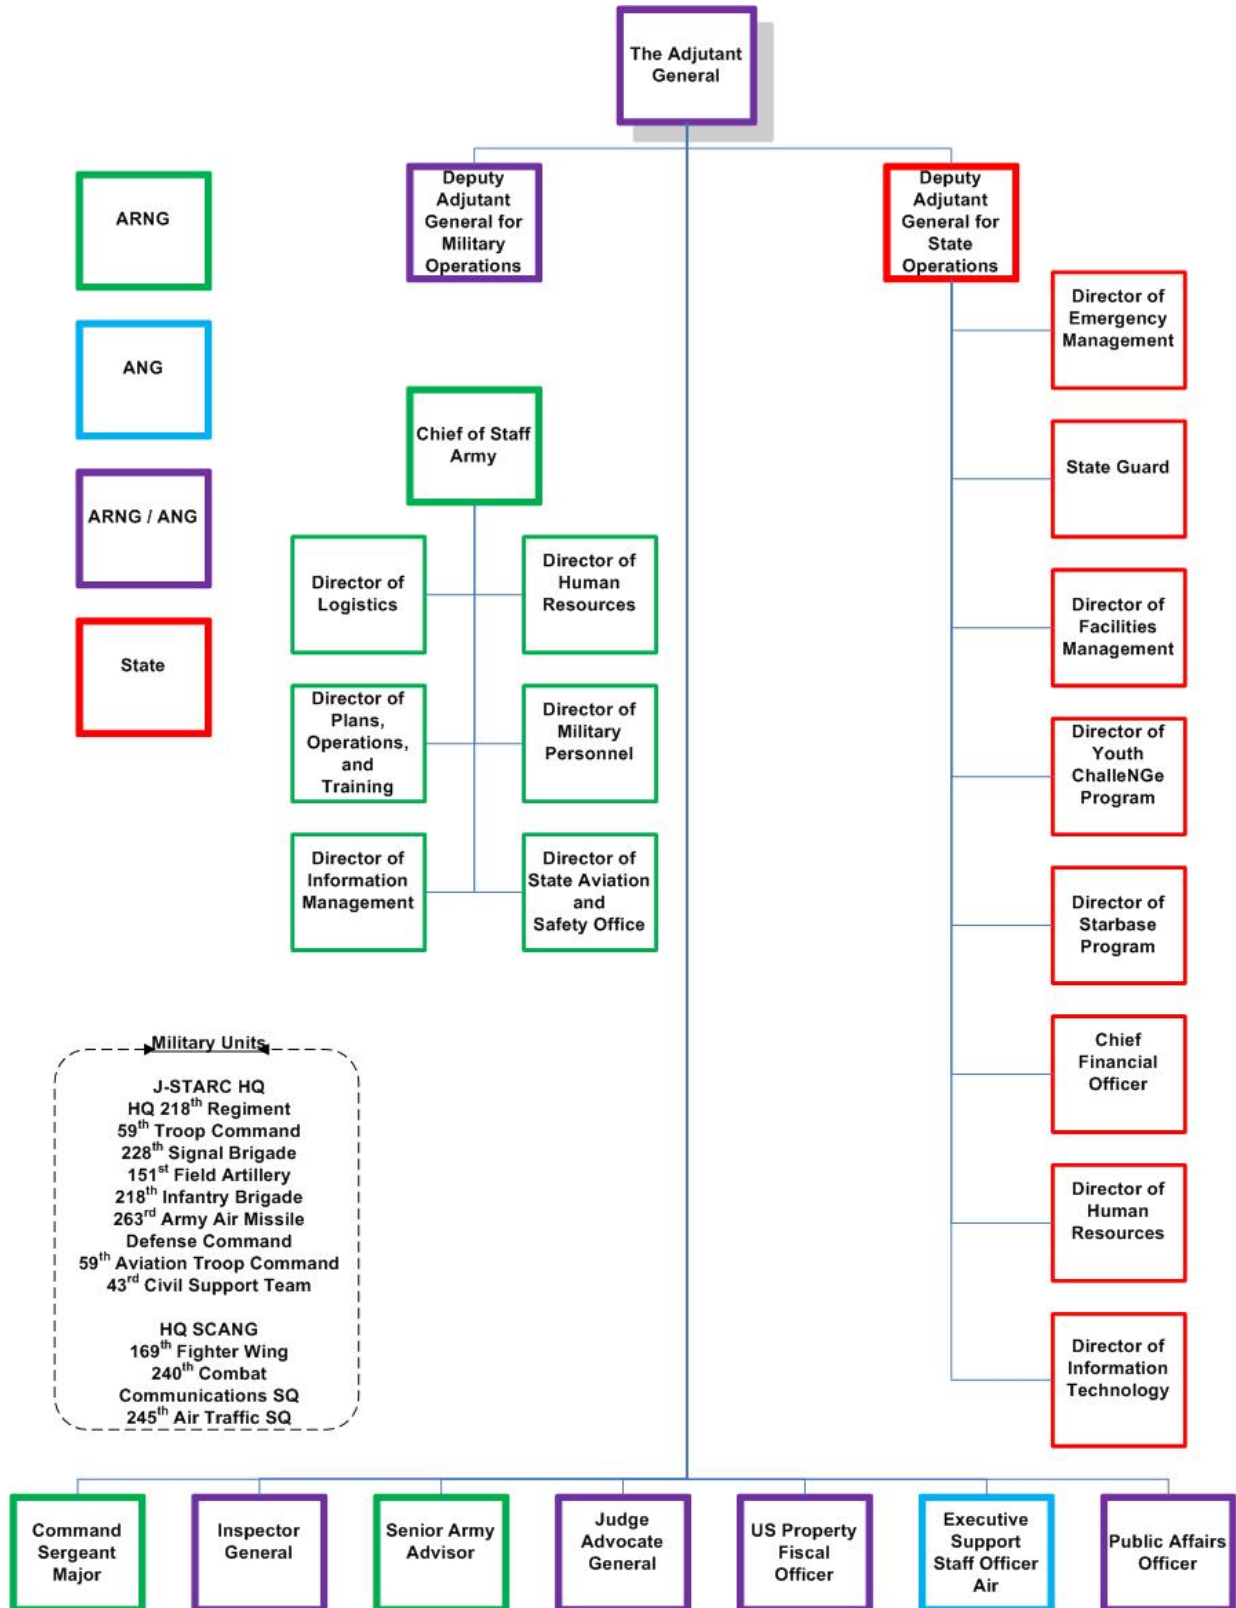 The Adjutant
General
Deputy
Adjutant
General for
Military
Operations
Deputy
Adjutant
General for
State
Operations
ARNG
ANG
ARNG / ANG
State
Chief of Staff
Army
Director of
Logistics
Director of
Human
Resources
Director of
Plans,
Operations,
and
Training
Director of
Military
Personnel
Director of
Information
Management
Director of
State Aviation
and
Safety Office
Director of
Emergency
Management
State Guard
Director of
Facilities
Management
Director of
Youth
ChalleNGe
Program
Director of
Starbase
Program
Chief
Financial
Officer
Director of
Human
Resources
Director of
Information
Technology
Military Units
J-STARC HQ
HQ 218th Regiment
59th Troop Command
228th Signal Brigade
151st Field Artillery
218th Infantry Brigade
263rd Army Air Missile
Defense Command
59th Aviation Troop Command
43rd Civil Support Team
HQ SCANG
169th Fighter Wing
240th Combat
Communications SQ
245th Air Traffic SQ
Command
Sergeant
Major
Inspector
General
Senior Army
Advisor
Judge
Advocate
General
US Property
Fiscal
Officer
Executive
Support
Staff Officer
Air
Public Affairs
Officer